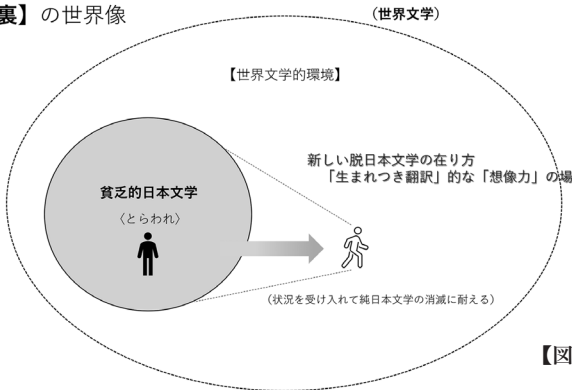 裏】の世界像
（世界文学）
【世界文学的環境】
新しい脱日本文学の在り方
「生まれつき翻訳」的な「想像力」の場
貧乏的日本文学
〈とらわれ〉
（状況を受け入れて純日本文学の消滅に耐える）
【図